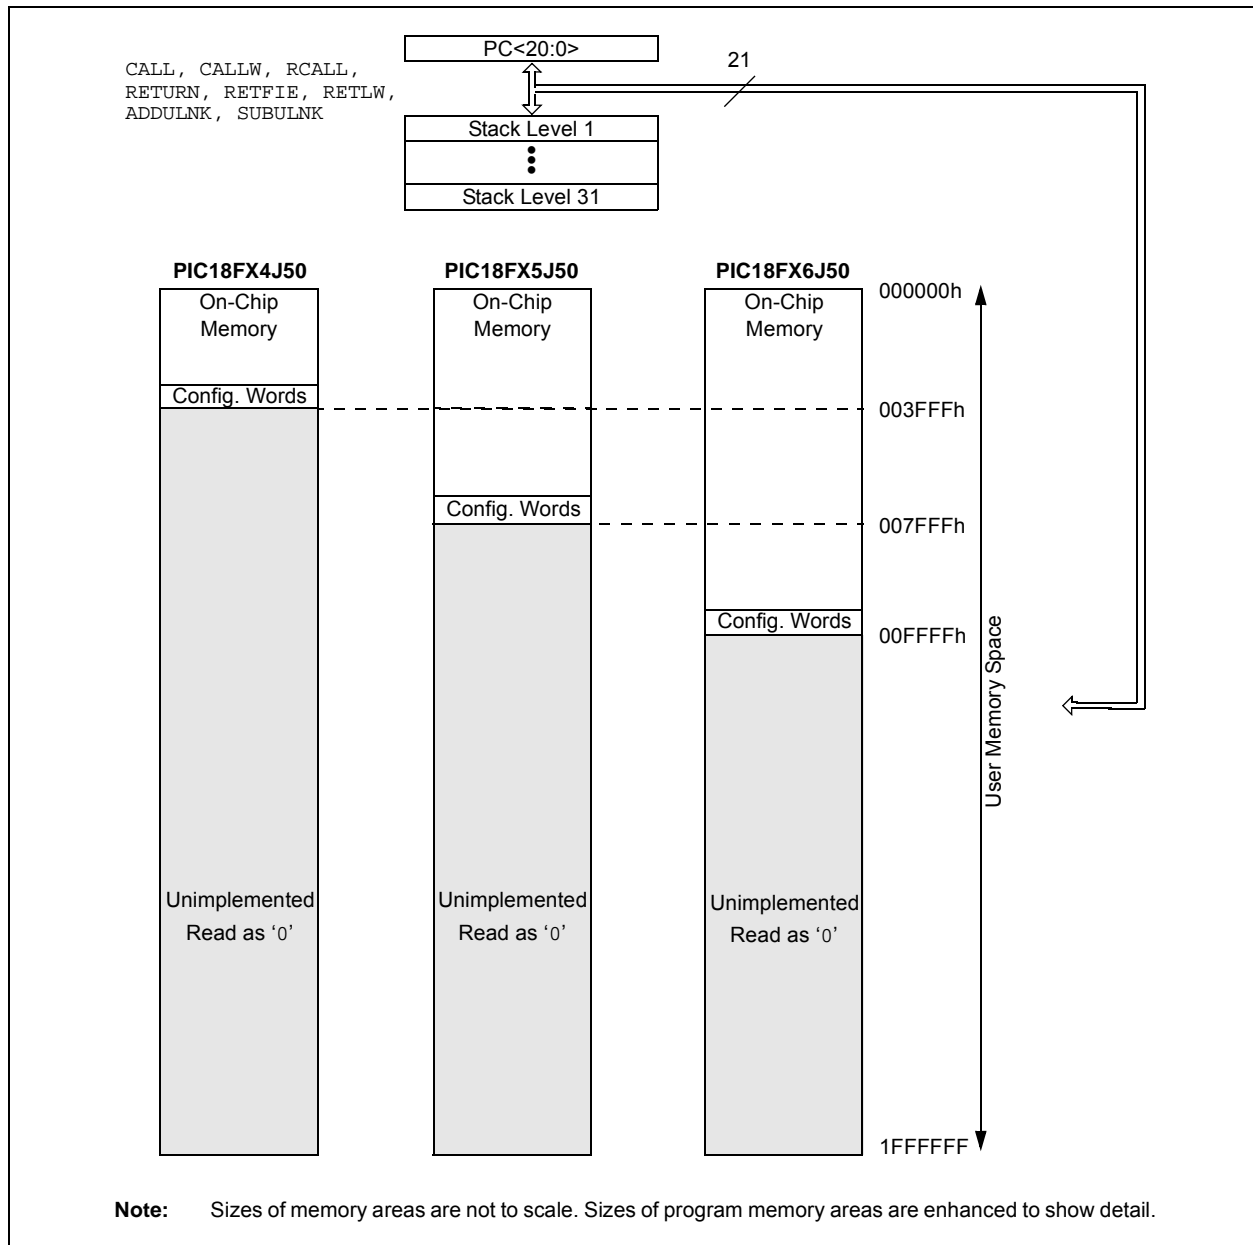 PC<20:0>
21
CALL, CALLW, RCALL,
RETURN, RETFIE, RETLW,
ADDULNK, SUBULNK
Stack Level 1
Stack Level 31
PIC18FX4J50
On-Chip
Memory
Config. Words
Unimplemented
Read as ‘0’
PIC18FX5J50
On-Chip
Memory
Config. Words
Unimplemented
Read as ‘0’
PIC18FX6J50
On-Chip
Memory
Config. Words
Unimplemented
Read as ‘0’
000000h
003FFFh
007FFFh
00FFFFh
1FFFFFF
User Memory Space
Note: Sizes of memory areas are not to scale. Sizes of program memory areas are enhanced to show detail.